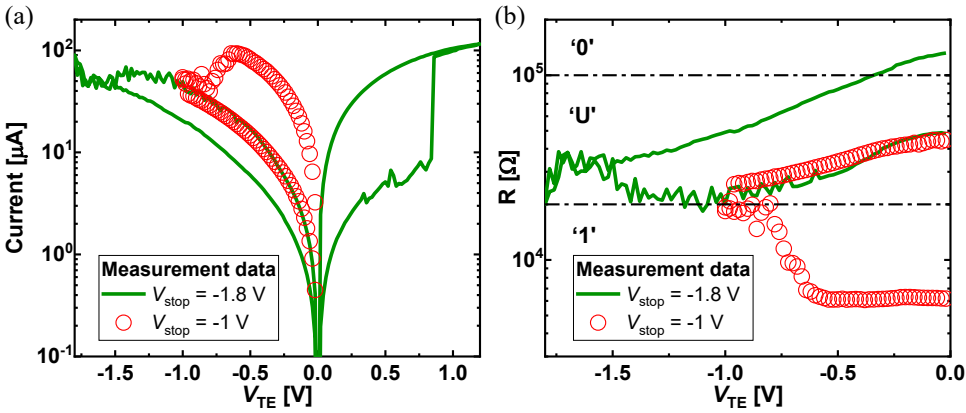 (a)
Current [µA]
10²
10¹
10⁰
10⁻¹
Measurement data
V_stop = -1.8 V
V_stop = -1 V
-1.5 -1.0 -0.5 0.0 0.5 1.0
V_TE [V]
(b)
R [Ω]
10⁵
10⁴
'0'
'U'
'1'
Measurement data
V_stop = -1.8 V
V_stop = -1 V
-1.5 -1.0 -0.5 0.0
V_TE [V]